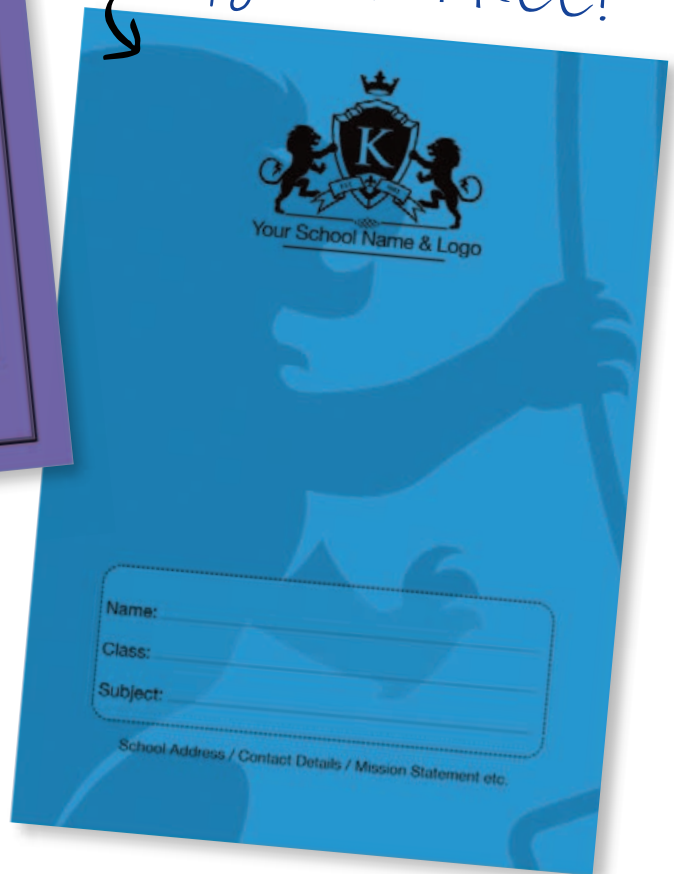 K
Your School Name & Logo
Name:
Class:
Subject:
School Address / Contact Details / Mission Statement etc.